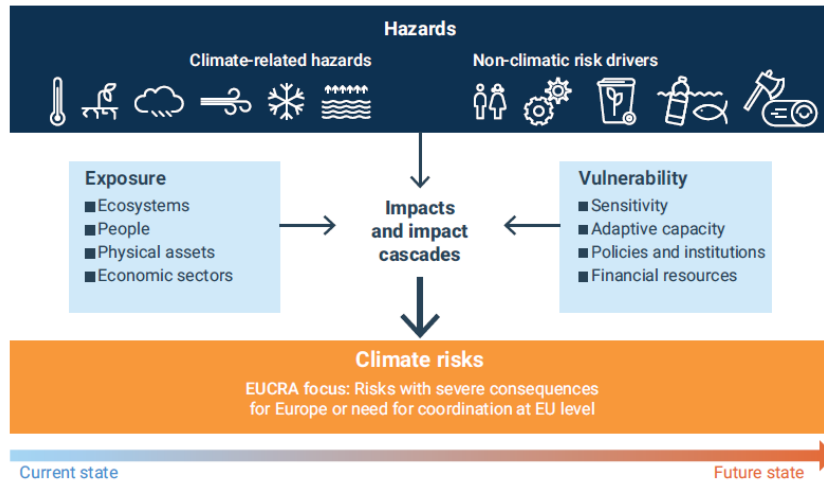 Hazards
Climate-related hazards
Non-climatic risk drivers
Exposure
■Ecosystems
■People
■Physical assets
■Economic sectors
Impacts
and impact
cascades
Vulnerability
■Sensitivity
■Adaptive capacity
■Policies and institutions
■Financial resources
Climate risks
EUCRA focus: Risks with severe consequences
for Europe or need for coordination at EU level
Current state
Future state